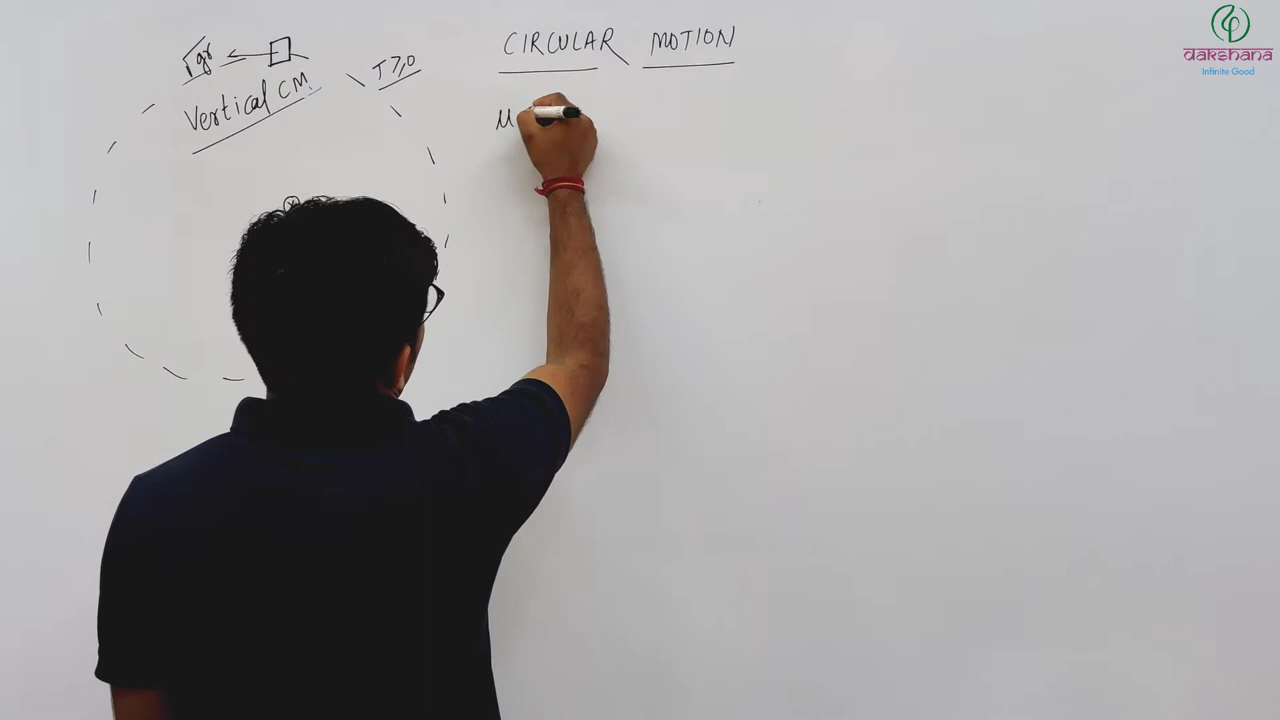 CIRCULAR MOTION
√gr
T≥0
Vertical CM
u
dakshana
Infinite Good